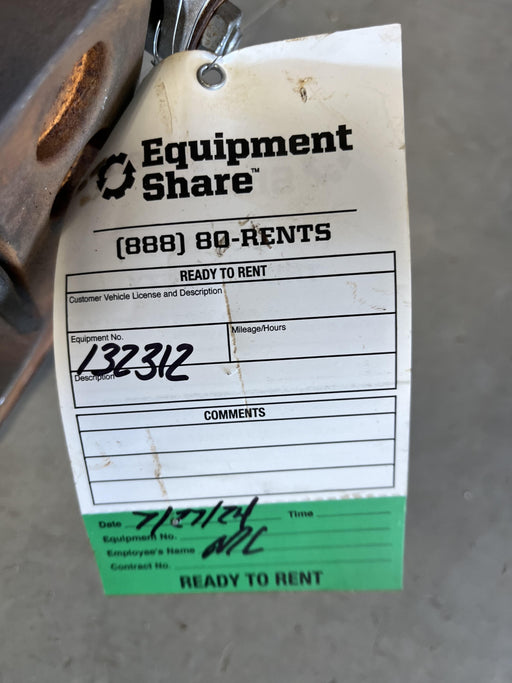 Equipment
Share™
(888) 80-RENTS
READY TO RENT
Customer Vehicle License and Description
Equipment No. Mileage/Hours
132312
Description
COMMENTS
Date 7/27/24 Time
Equipment No.
Employee's Name
Contract No.
READY TO RENT